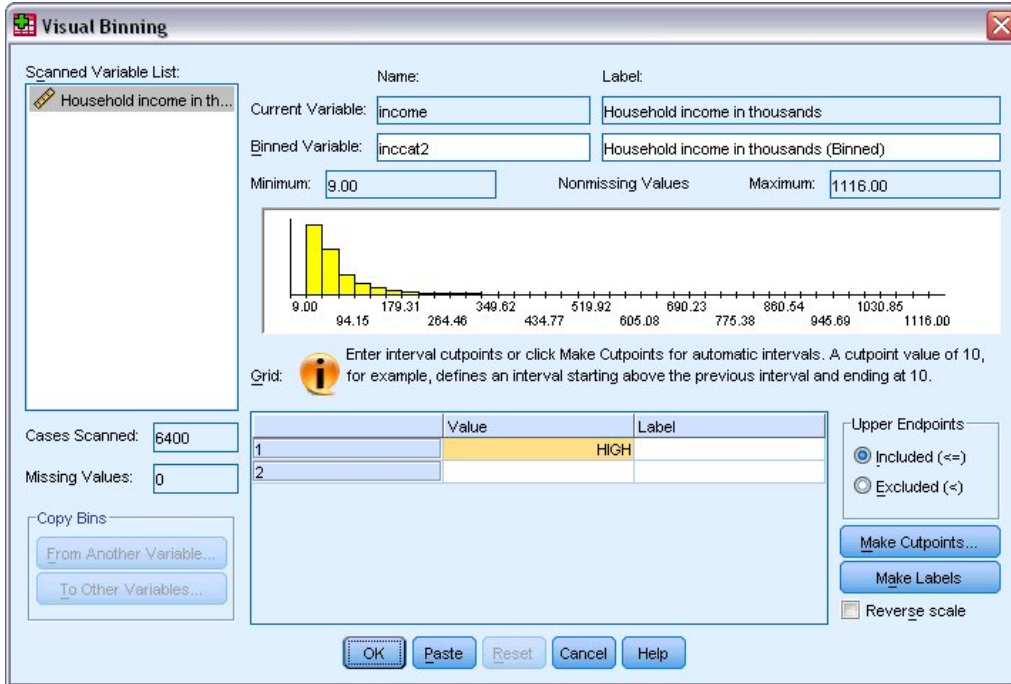 Visual Binning
Scanned Variable List:
Household income in th...
Name:
Label:
Current Variable:
income
Household income in thousands
Binned Variable:
inccat2
Household income in thousands (Binned)
Minimum:
9.00
Nonmissing Values
Maximum:
1116.00
9.00
179.31
349.62
519.92
690.23
860.54
1030.85
94.15
264.46
434.77
605.08
775.38
945.69
1116.00
Grid:
i
Enter interval cutpoints or click Make Cutpoints for automatic intervals. A cutpoint value of 10,
for example, defines an interval starting above the previous interval and ending at 10.
Cases Scanned:
6400
Missing Values:
0
Copy Bins
From Another Variable...
To Other Variables...
Value
Label
1
HIGH
2
Upper Endpoints
Included (<=)
Excluded (<)
Make Cutpoints...
Make Labels
Reverse scale
OK
Paste
Reset
Cancel
Help